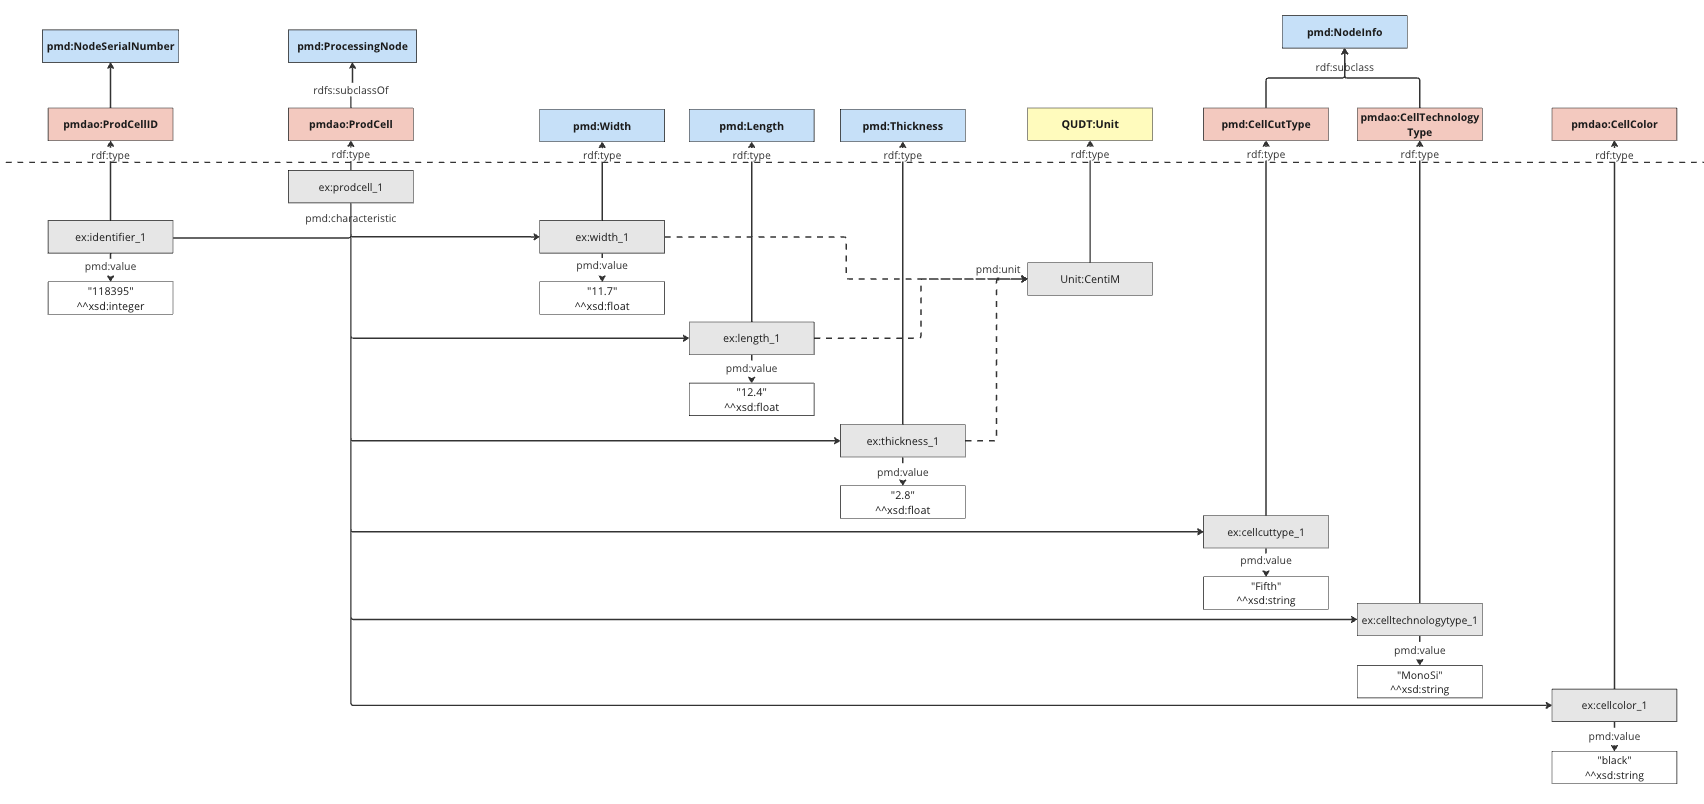 pmd:NodeInfo
pmd:NodeSerialNumber
pmd:ProcessingNode
rdf:subclass
rdfs:subclassOf
pmdao:ProdCellID
pmdao:ProdCell
pmd:Width
pmd:Length
pmd:Thickness
QUDT:Unit
pmd:CellCutType
pmdao:CellTechnology
Type
pmdao:CellColor
rdf:type
rdf:type
rdf:type
rdf:type
rdf:type
rdf:type
rdf:type
rdf:type
rdf:type
ex:prodcell_1
pmd:characteristic
ex:identifier_1
ex:width_1
pmd:value
pmd:value
pmd:unit
Unit:CentiM
"118395"
^^xsd:integer
"11.7"
^^xsd:float
ex:length_1
pmd:value
"12.4"
^^xsd:float
ex:thickness_1
pmd:value
"2.8"
^^xsd:float
ex:cellcuttype_1
pmd:value
"Fifth"
^^xsd:string
ex:celltechnologytype_1
pmd:value
"MonoSi"
^^xsd:string
ex:cellcolor_1
pmd:value
"black"
^^xsd:string